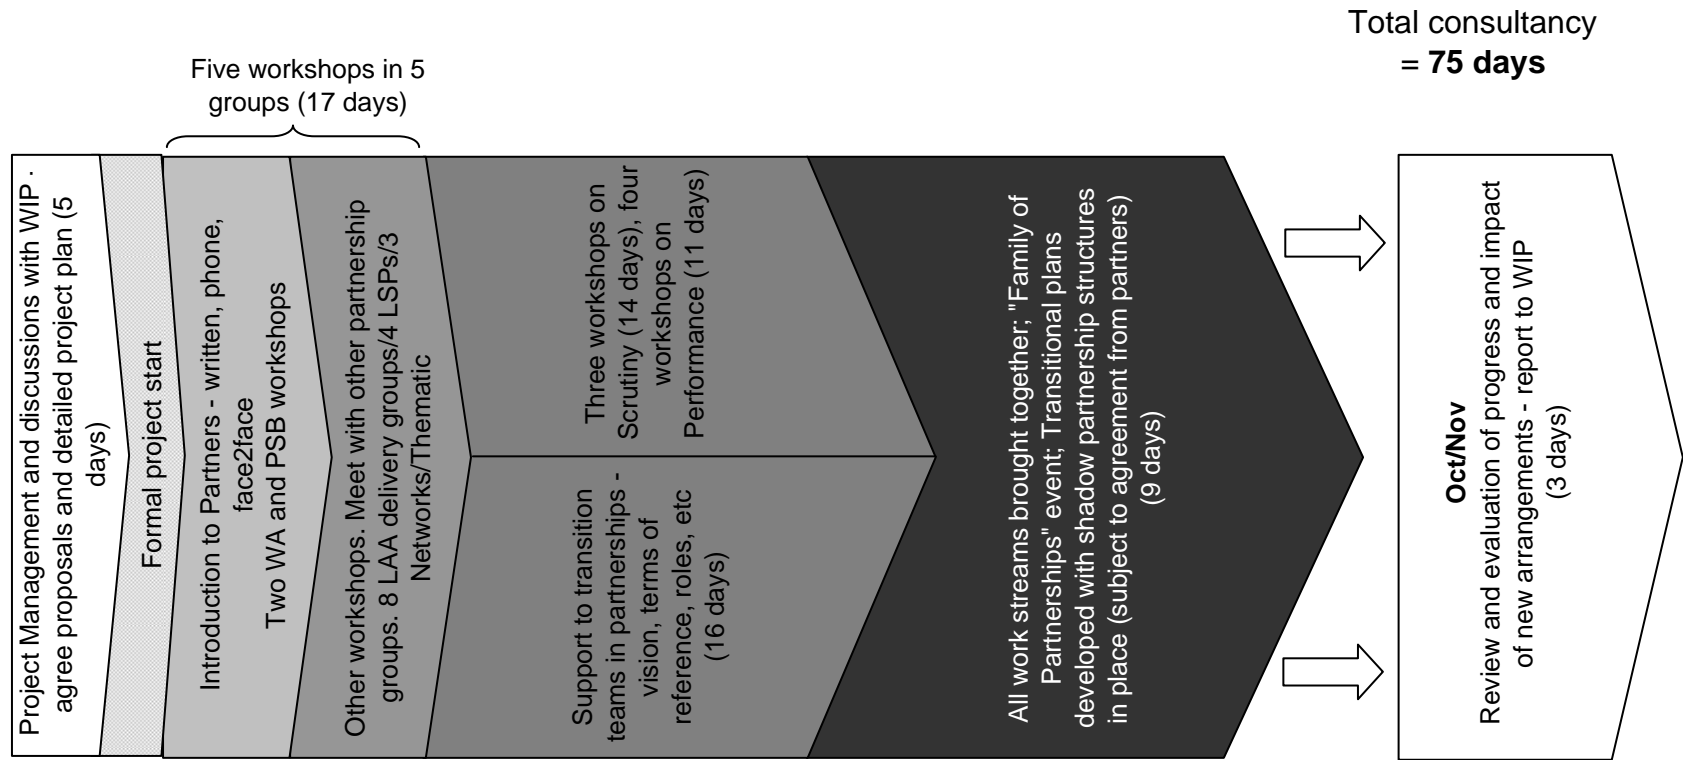 Total consultancy
= 75 days
Five workshops in 5
groups (17 days)
Project Management and discussions with WIP ·
agree proposals and detailed project plan (5
days)
Formal project start
Introduction to Partners - written, phone,
face2face
Two WA and PSB workshops
Other workshops. Meet with other partnership
groups. 8 LAA delivery groups/4 LSPs/3
Networks/Thematic
Three workshops on
Scrutiny (14 days), four
workshops on
Performance (11 days)
Support to transition
teams in partnerships -
vision, terms of
reference, roles, etc
(16 days)
All work streams brought together; "Family of
Partnerships" event; Transitional plans
developed with shadow partnership structures
in place (subject to agreement from partners)
(9 days)
Oct/Nov
Review and evaluation of progress and impact
of new arrangements - report to WIP
(3 days)